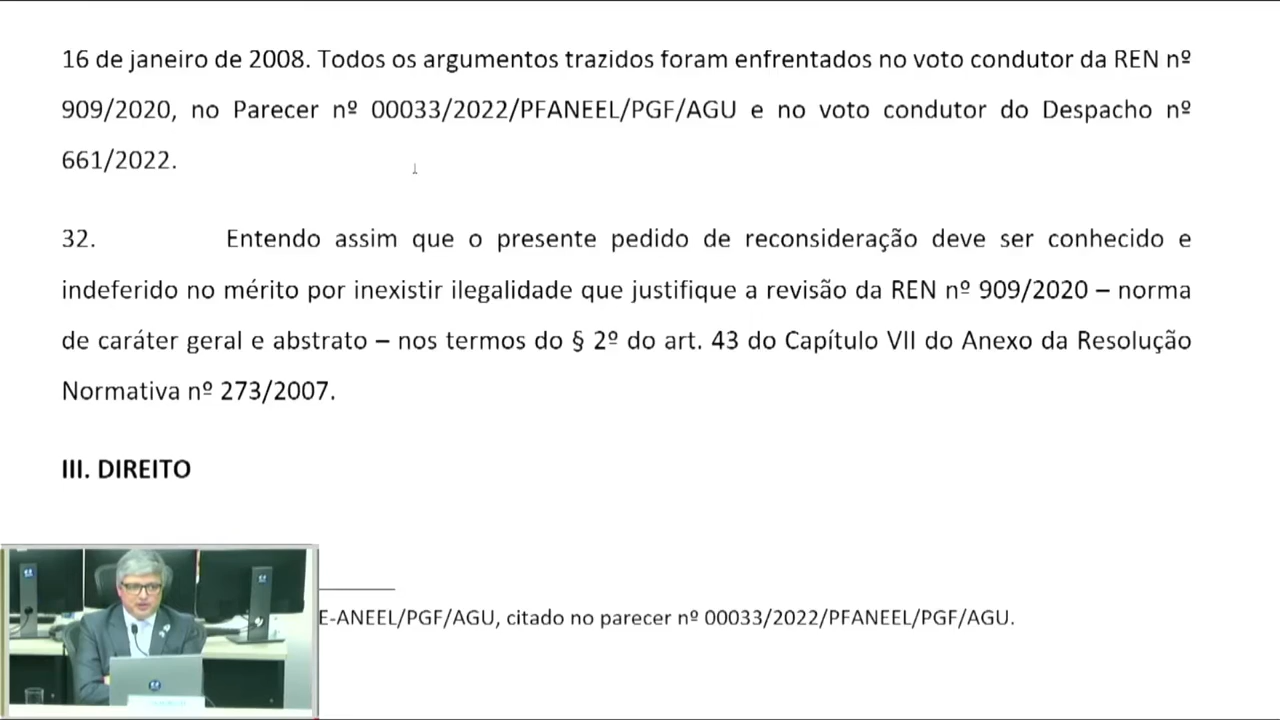 16 de janeiro de 2008. Todos os argumentos trazidos foram enfrentados no voto condutor da REN nº
909/2020, no Parecer nº 00033/2022/PFANEEL/PGF/AGU e no voto condutor do Despacho nº
661/2022.
32. Entendo assim que o presente pedido de reconsideração deve ser conhecido e
indeferido no mérito por inexistir ilegalidade que justifique a revisão da REN nº 909/2020 – norma
de caráter geral e abstrato – nos termos do § 2º do art. 43 do Capítulo VII do Anexo da Resolução
Normativa nº 273/2007.
III. DIREITO
E-ANEEL/PGF/AGU, citado no parecer nº 00033/2022/PFANEEL/PGF/AGU.